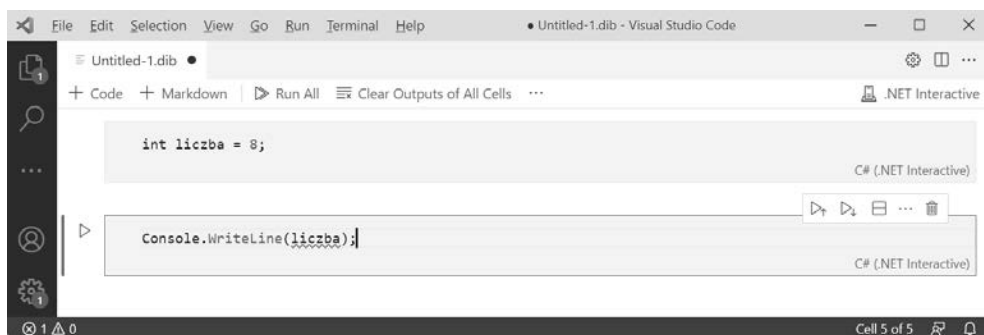 File Edit Selection View Go Run Terminal Help ● Untitled-1.dib - Visual Studio Code
Untitled-1.dib ●
+ Code + Markdown Run All Clear Outputs of All Cells ... .NET Interactive
int liczba = 8;
C# (.NET Interactive)
Console.WriteLine(liczba);
C# (.NET Interactive)
1 0 Cell 5 of 5